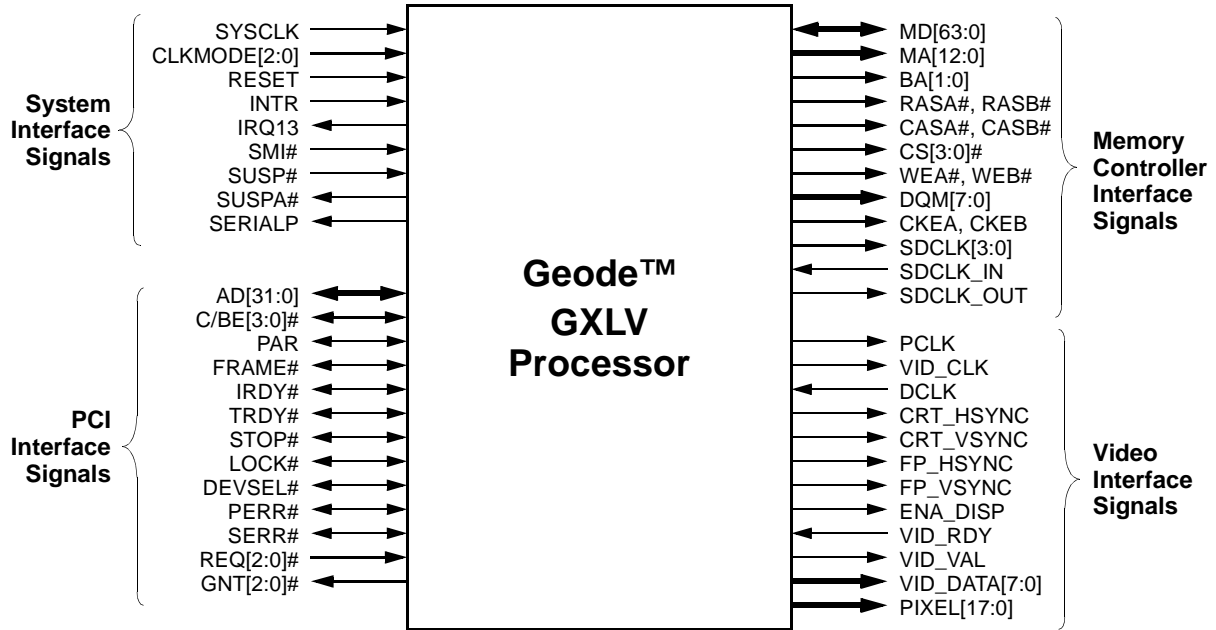 System
Interface
Signals
SYSCLK
CLKMODE[2:0]
RESET
INTR
IRQ13
SMI#
SUSP#
SUSPA#
SERIALP
PCI
Interface
Signals
AD[31:0]
C/BE[3:0]#
PAR
FRAME#
IRDY#
TRDY#
STOP#
LOCK#
DEVSEL#
PERR#
SERR#
REQ[2:0]#
GNT[2:0]#
Geode™
GXLV
Processor
MD[63:0]
MA[12:0]
BA[1:0]
RASA#, RASB#
CASA#, CASB#
CS[3:0]#
WEA#, WEB#
DQM[7:0]
CKEA, CKEB
SDCLK[3:0]
SDCLK_IN
SDCLK_OUT
Memory
Controller
Interface
Signals
PCLK
VID_CLK
DCLK
CRT_HSYNC
CRT_VSYNC
FP_HSYNC
FP_VSYNC
ENA_DISP
VID_RDY
VID_VAL
VID_DATA[7:0]
PIXEL[17:0]
Video
Interface
Signals